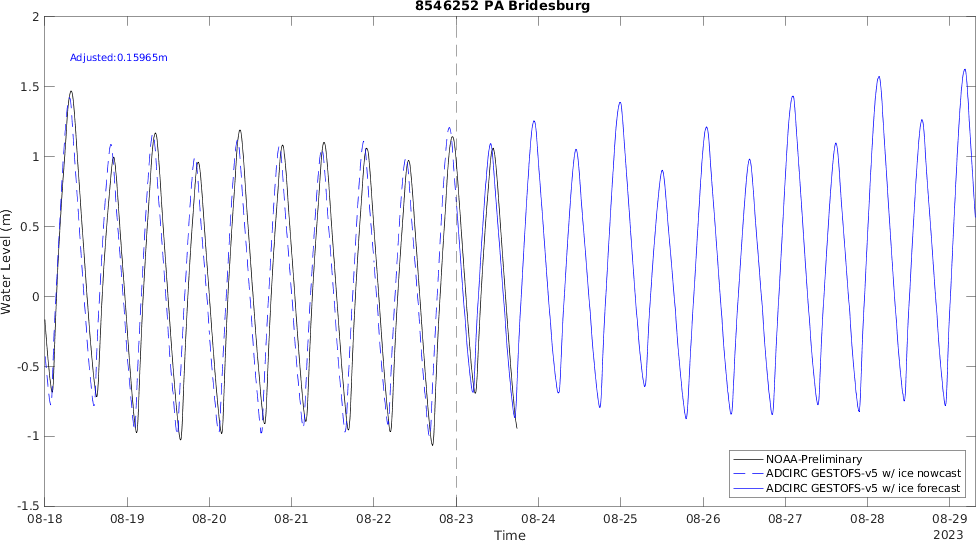 8546252 PA Bridesburg
Adjusted:0.15965m
Water Level (m)
2
1.5
1
0.5
0
-0.5
-1
-1.5
08-18 08-19 08-20 08-21 08-22 08-23 08-24 08-25 08-26 08-27 08-28 08-29
2023
Time
NOAA-Preliminary
ADCIRC GESTOFS-v5 w/ ice nowcast
ADCIRC GESTOFS-v5 w/ ice forecast